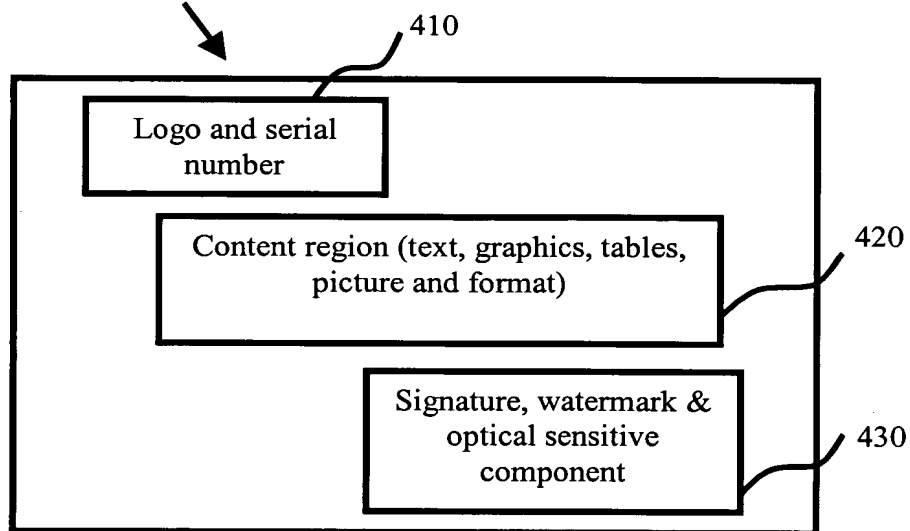 410
Logo and serial
number
Content region (text, graphics, tables,
picture and format)
420
Signature, watermark &
optical sensitive
component
430